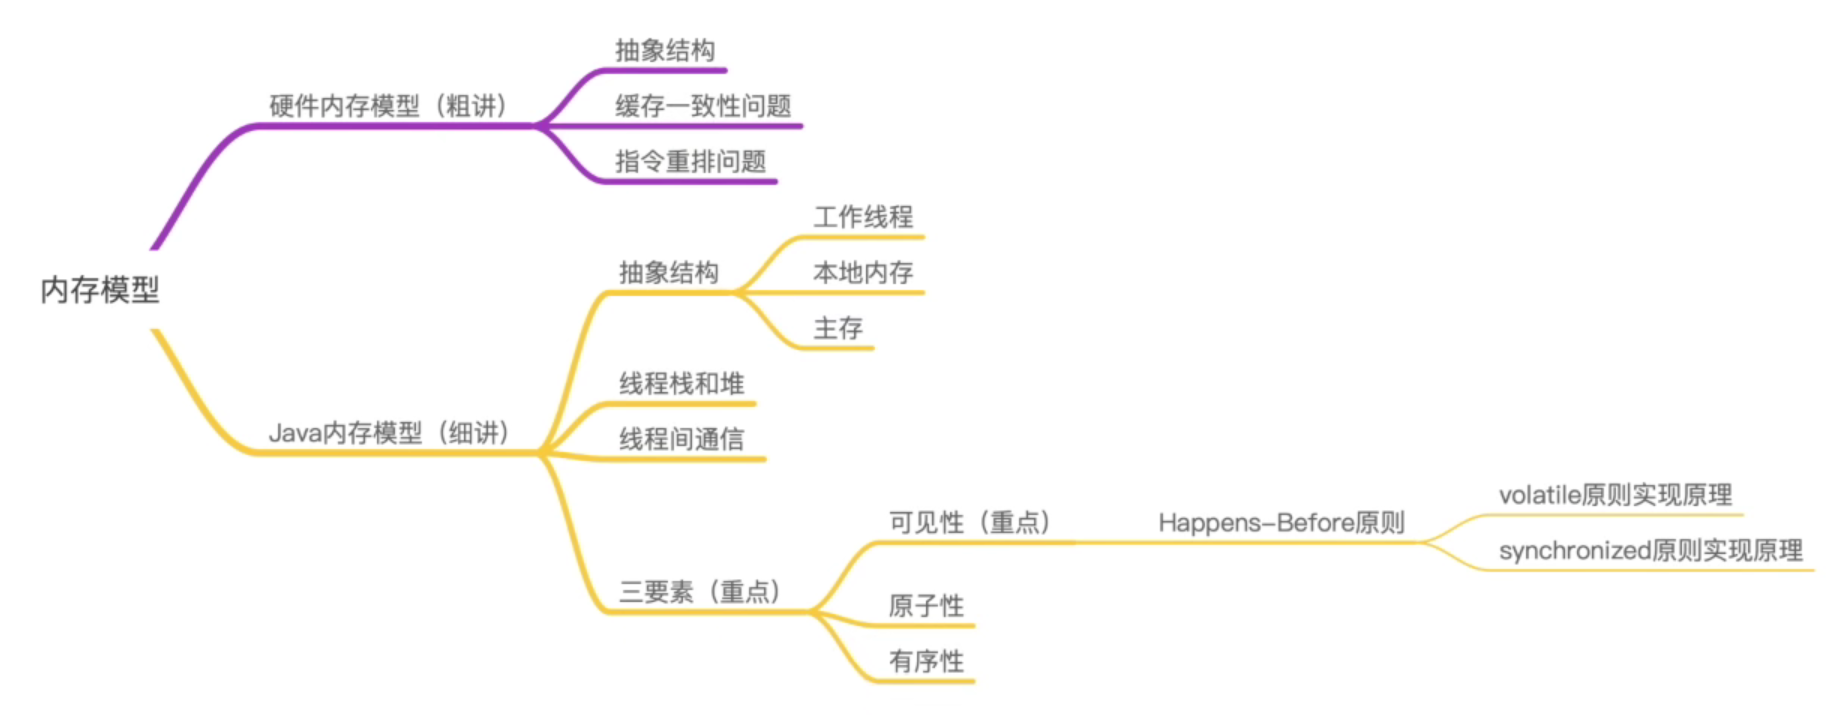 内存模型
硬件内存模型（粗讲）
抽象结构
缓存一致性问题
指令重排问题
Java内存模型（细讲）
抽象结构
工作线程
本地内存
主存
线程栈和堆
线程间通信
三要素（重点）
可见性（重点）
Happens-Before原则
volatile原则实现原理
synchronized原则实现原理
原子性
有序性